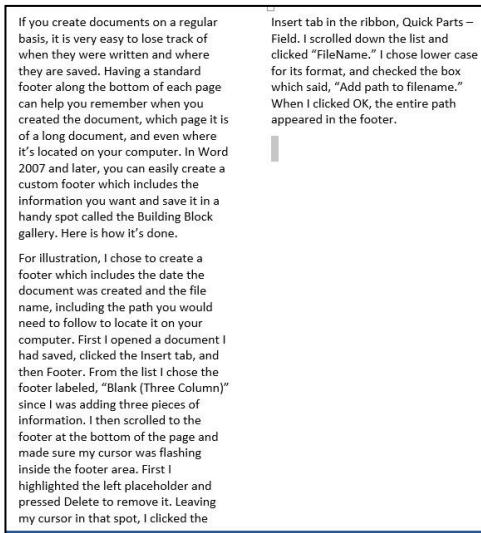 If you create documents on a regular
basis, it is very easy to lose track of
when they were written and where
they are saved. Having a standard
footer along the bottom of each page
can help you remember when you
created the document, which page it is
of a long document, and even where
it's located on your computer. In Word
2007 and later, you can easily create a
custom footer which includes the
information you want and save it in a
handy spot called the Building Block
gallery. Here is how it's done.
For illustration, I chose to create a
footer which includes the date the
document was created and the file
name, including the path you would
need to follow to locate it on your
computer. First I opened a document I
had saved, clicked the Insert tab, and
then Footer. From the list I chose the
footer labeled, “Blank (Three Column)”
since I was adding three pieces of
information. I then scrolled to the
footer at the bottom of the page and
made sure my cursor was flashing
inside the footer area. First I
highlighted the left placeholder and
pressed Delete to remove it. Leaving
my cursor in that spot, I clicked the
Insert tab in the ribbon, Quick Parts –
Field. I scrolled down the list and
clicked “FileName.” I chose lower case
for its format, and checked the box
which said, “Add path to filename.”
When I clicked OK, the entire path
appeared in the footer.